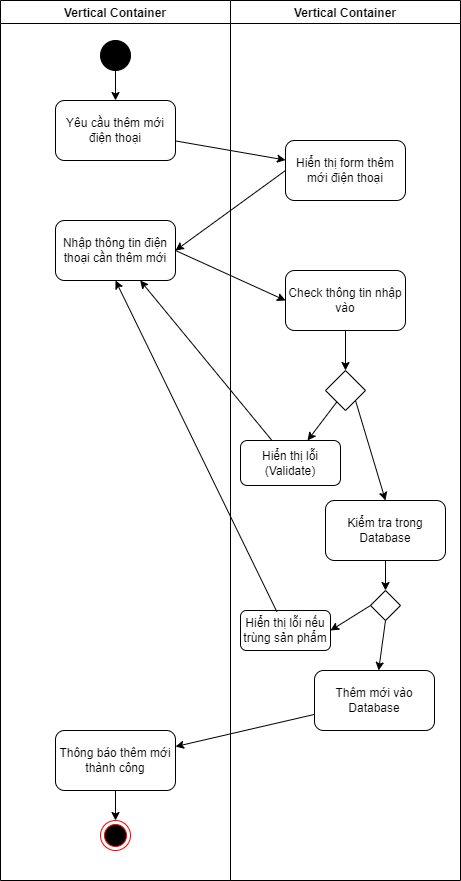 Vertical Container
Vertical Container
Yêu cầu thêm mới
điện thoại
Hiển thị form thêm
mới điện thoại
Nhập thông tin điện
thoại cần thêm mới
Check thông tin nhập
vào
Hiển thị lỗi
(Validate)
Kiểm tra trong
Database
Hiển thị lỗi nếu
trùng sản phẩm
Thêm mới vào
Database
Thông báo thêm mới
thành công